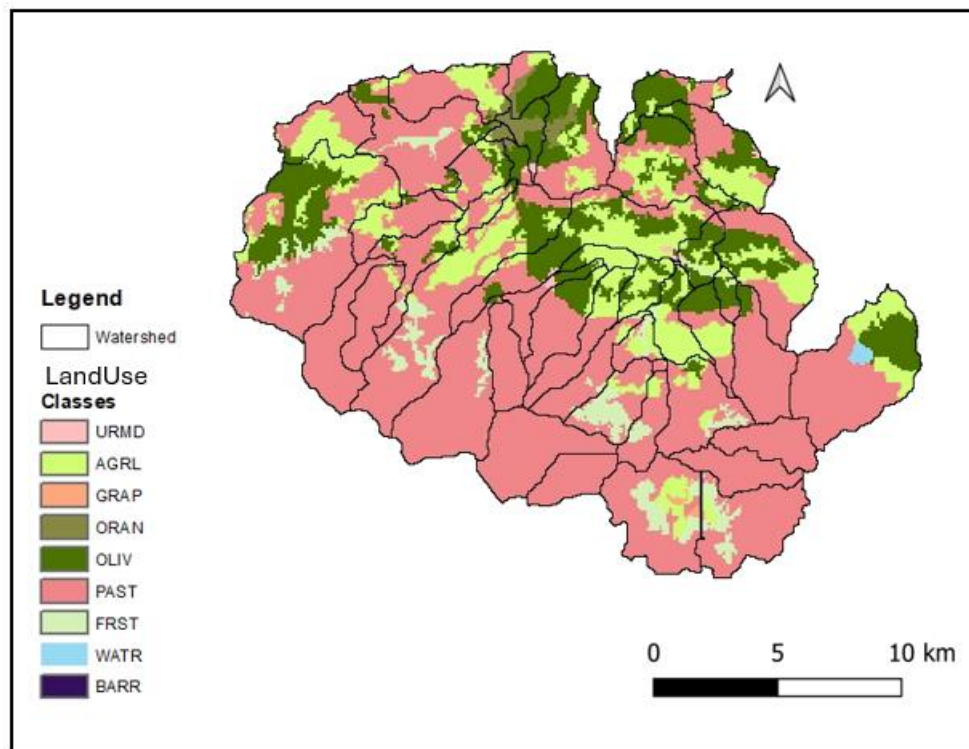 Legend
Watershed
LandUse
Classes
URMD
AGRL
GRAP
ORAN
OLIV
PAST
FRST
WATR
BARR
0 5 10 km